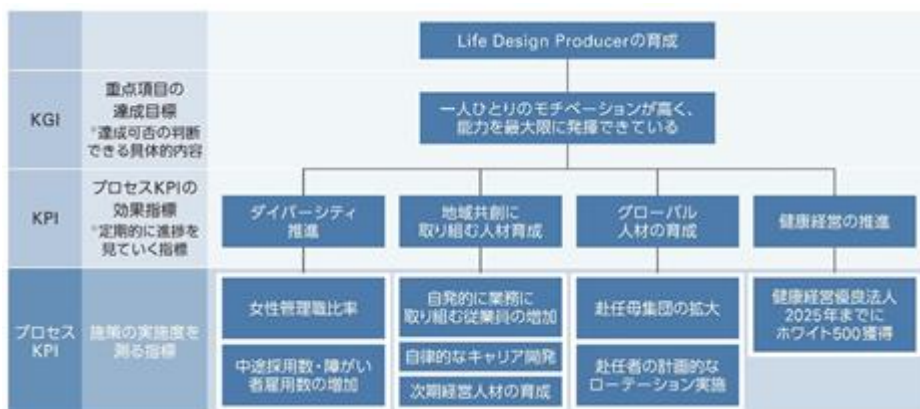 Life Design Producerの育成
KGI
重点項目の
達成目標
*達成可否の判断
できる具体的内容
一人ひとりのモチベーションが高く、
能力を最大限に発揮できている
KPI
プロセスKPIの
効果指標
*定期的に進捗を
見ていく指標
ダイバーシティ
推進
地域共創に
取り組む人材育成
グローバル
人材の育成
健康経営の推進
プロセス
KPI
施策の実施度を
測る指標
女性管理職比率
中途採用数・障がい
者雇用数の増加
自発的に業務に
取り組む従業員の増加
自律的なキャリア開発
次期経営人材の育成
赴任母集団の拡大
赴任者の計画的な
ローテーション実施
健康経営優良法人
2025年までに
ホワイト500獲得